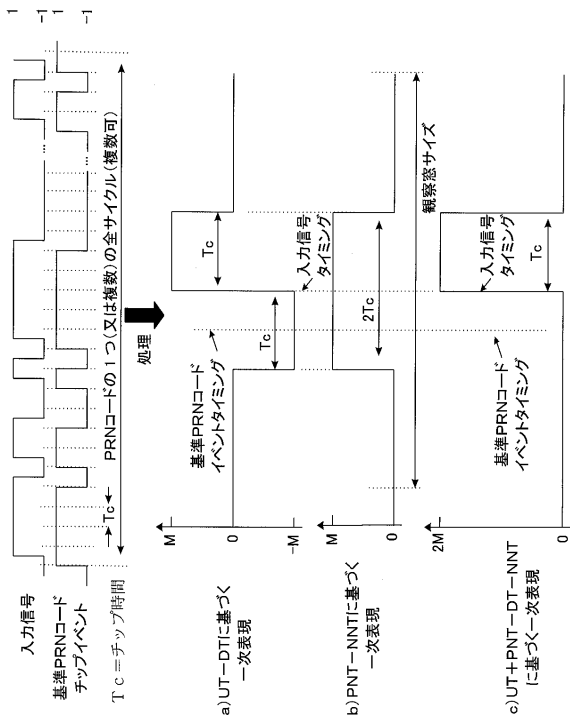 入力信号
1
-1
基準PRNコード
チップイベント
1
-1
Tc=チップ時間
Tc
PRNコードの1つ(又は複数)の全サイクル(複数可)
処理
a)UT-DTに基づく
一次表現
M
0
-M
基準PRNコード
イベントタイミング
Tc
Tc
入力信号
タイミング
b)PNT-NNTに基づく
一次表現
M
0
2Tc
観察窓サイズ
c)UT+PNT-DT-NNT
に基づく一次表現
2M
0
基準PRNコード
イベントタイミング
入力信号
タイミング
Tc